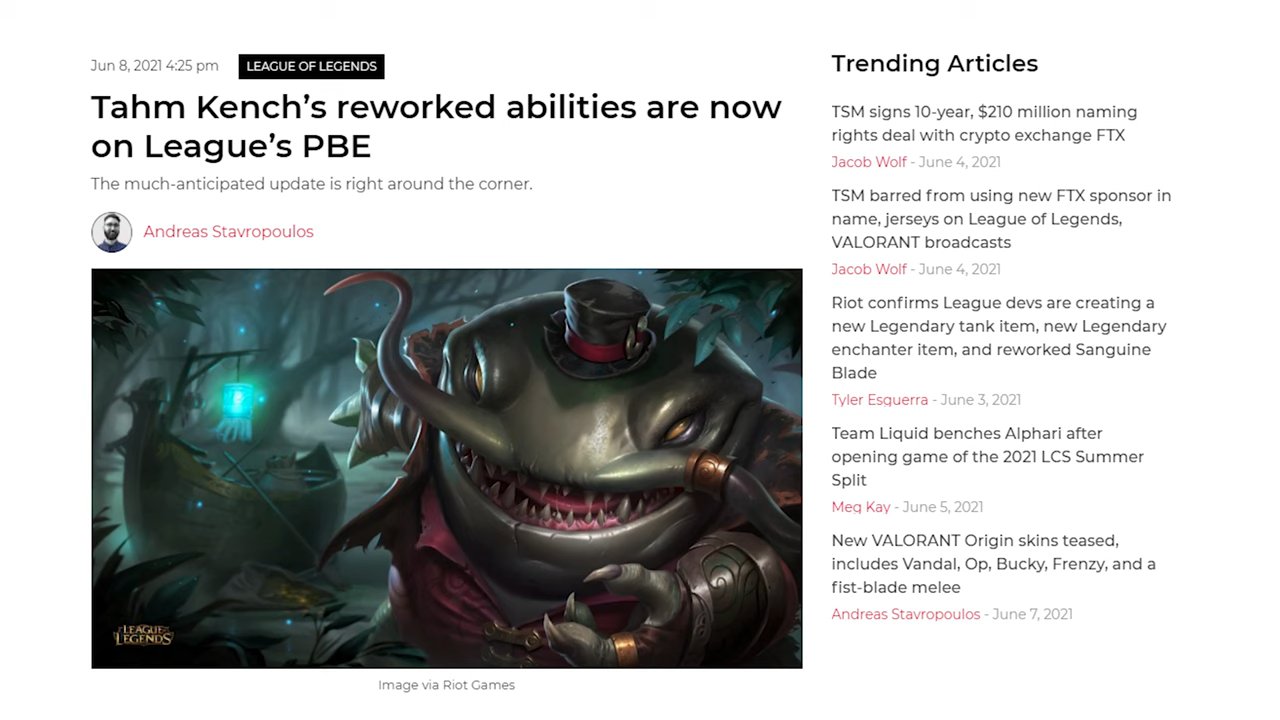 Jun 8, 2021 4:25 pm
LEAGUE OF LEGENDS
Tahm Kench’s reworked abilities are now
on League’s PBE
The much-anticipated update is right around the corner.
Andreas Stavropoulos
LEAGUE OF
LEGENDS
Image via Riot Games
Trending Articles
TSM signs 10-year, $210 million naming
rights deal with crypto exchange FTX
Jacob Wolf - June 4, 2021
TSM barred from using new FTX sponsor in
name, jerseys on League of Legends,
VALORANT broadcasts
Jacob Wolf - June 4, 2021
Riot confirms League devs are creating a
new Legendary tank item, new Legendary
enchanter item, and reworked Sanguine
Blade
Tyler Esguerra - June 3, 2021
Team Liquid benches Alphari after
opening game of the 2021 LCS Summer
Split
Meg Kay - June 5, 2021
New VALORANT Origin skins teased,
includes Vandal, Op, Bucky, Frenzy, and a
fist-blade melee
Andreas Stavropoulos - June 7, 2021